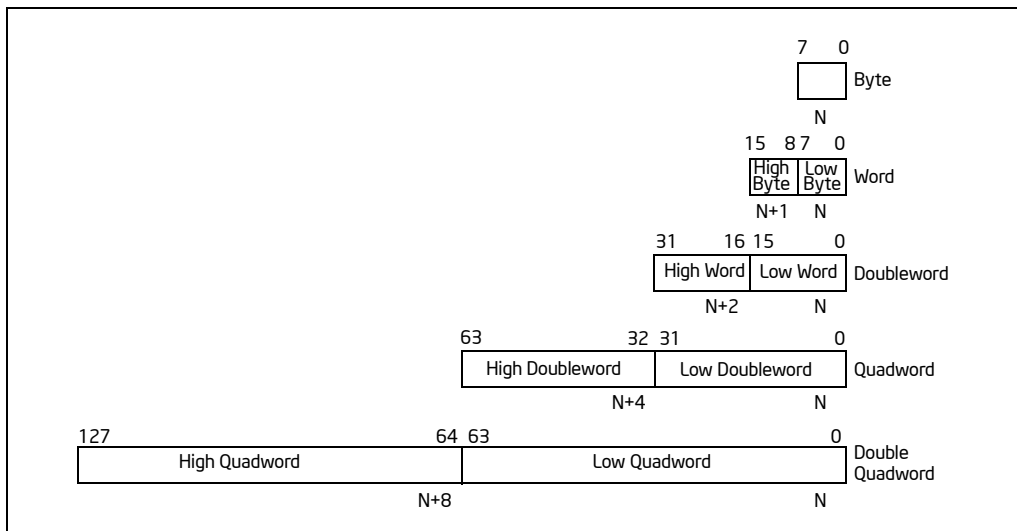 7 0
Byte
N
15 8 7 0
High Byte
Low Byte
Word
N+1 N
31 16 15 0
High Word Low Word Doubleword
N+2 N
63 32 31 0
High Doubleword Low Doubleword Quadword
N+4 N
127 64 63 0
High Quadword Low Quadword
Double
Quadword
N+8 N